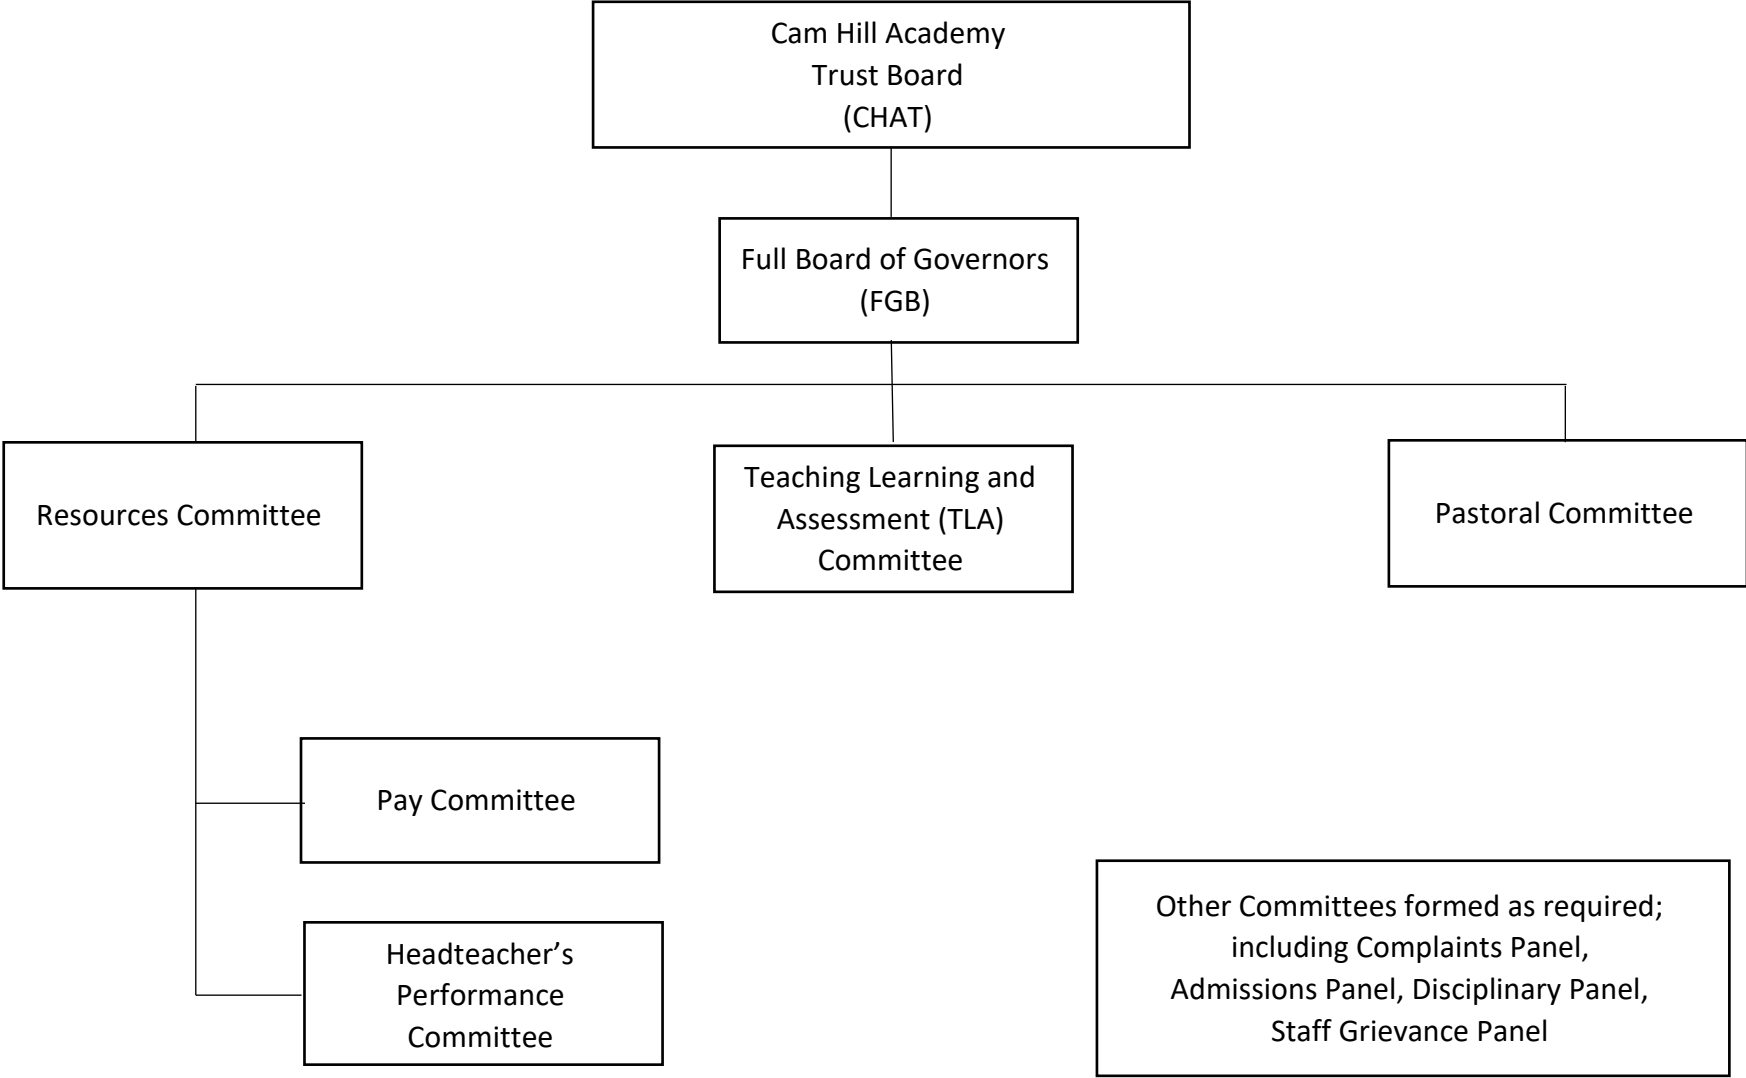 Cam Hill Academy
Trust Board
(CHAT)
Full Board of Governors
(FGB)
Resources Committee
Teaching Learning and
Assessment (TLA)
Committee
Pastoral Committee
Pay Committee
Headteacher’s
Performance
Committee
Other Committees formed as required;
including Complaints Panel,
Admissions Panel, Disciplinary Panel,
Staff Grievance Panel